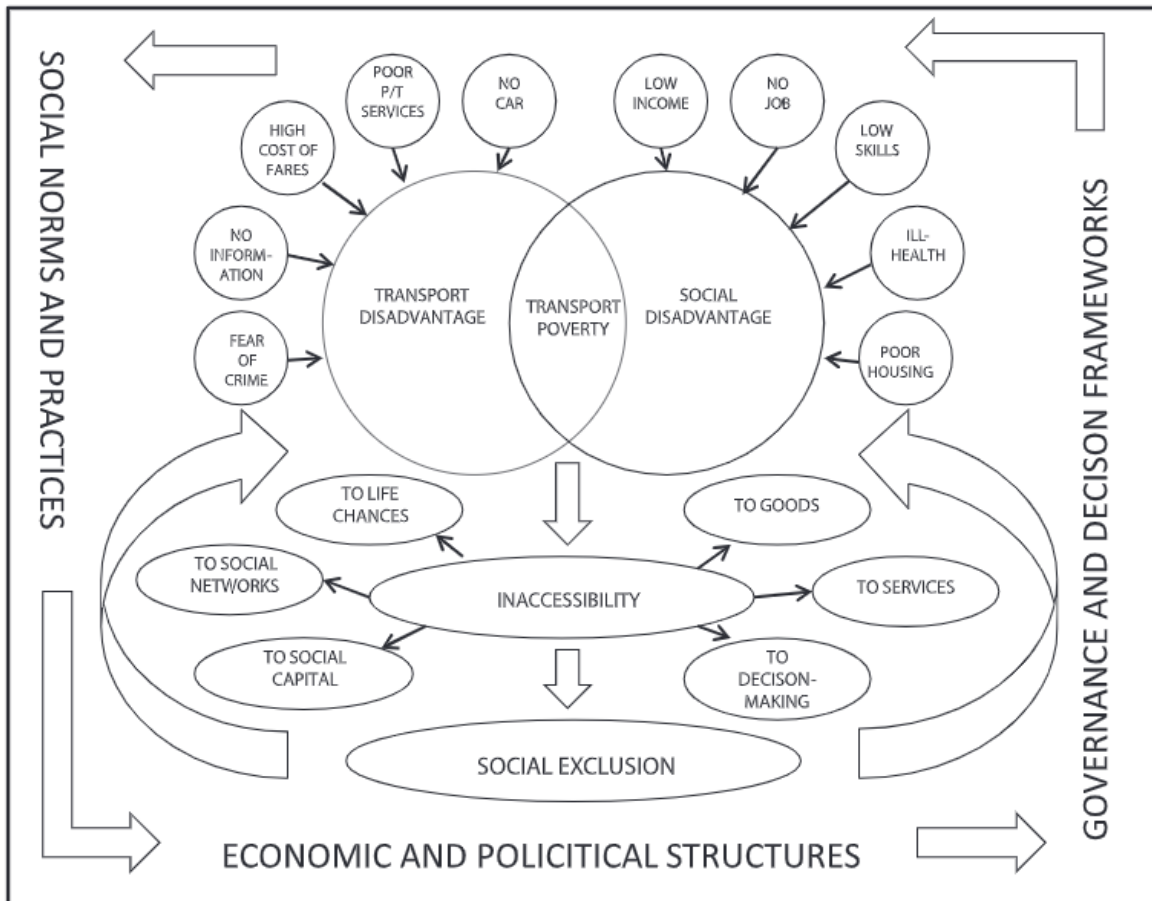 SOCIAL NORMS AND PRACTICES
POOR
P/T
SERVICES
NO
CAR
LOW
INCOME
NO
JOB
HIGH
COST OF
FARES
LOW
SKILLS
NO
INFORM-
ATION
ILL-
HEALTH
FEAR
OF
CRIME
POOR
HOUSING
TRANSPORT
DISADVANTAGE
TRANSPORT
POVERTY
SOCIAL
DISADVANTAGE
GOVERNANCE AND DECISON FRAMEWORKS
TO LIFE
CHANCES
TO GOODS
TO SOCIAL
NETWORKS
INACCESSIBILITY
TO SERVICES
TO SOCIAL
CAPITAL
TO
DECISON-
MAKING
SOCIAL EXCLUSION
ECONOMIC AND POLICITICAL STRUCTURES